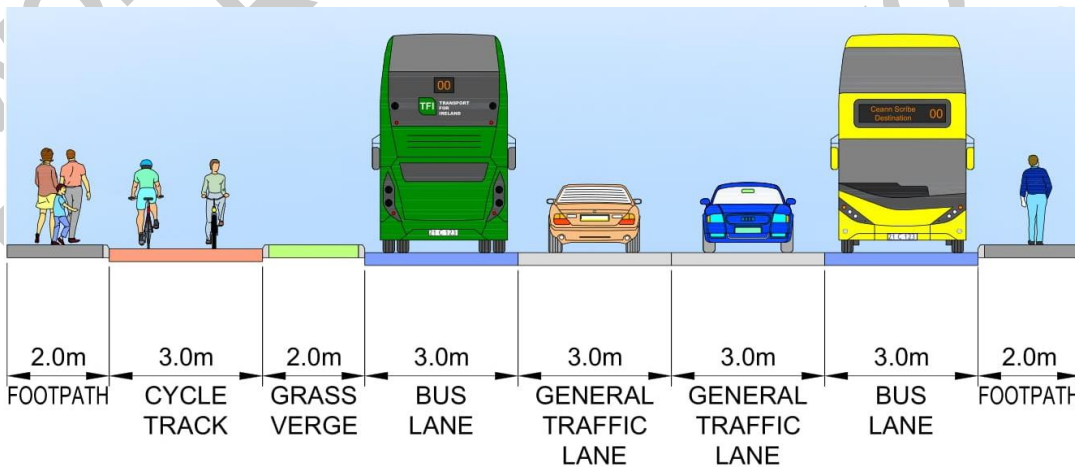 00
TFI TRANSPORT
FOR
IRELAND
Ceann Scribe
Destination 00
2.0m 3.0m 2.0m 3.0m 3.0m 3.0m 3.0m 2.0m
FOOTPATH CYCLE GRASS BUS GENERAL GENERAL BUS FOOTPATH
TRACK VERGE LANE TRAFFIC TRAFFIC LANE
LANE LANE